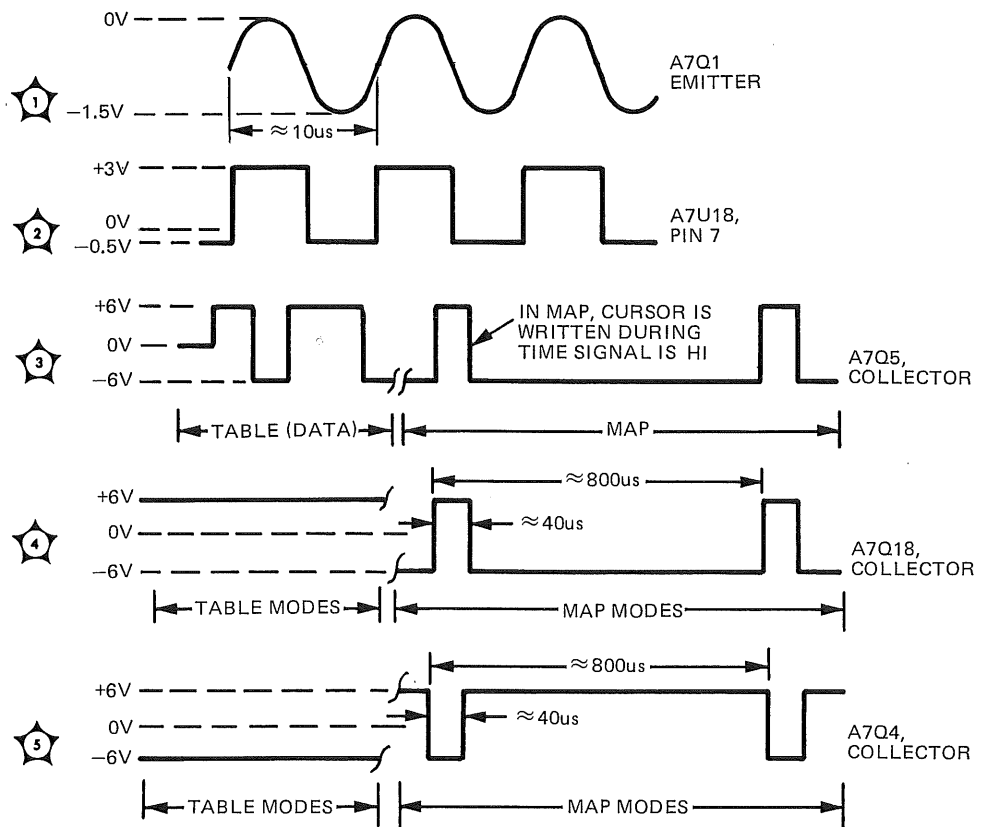 0V
A7Q1
EMITTER
1
−1.5V
≈10us
+3V
0V
A7U18,
PIN 7
2
−0.5V
+6V
IN MAP, CURSOR IS
WRITTEN DURING
TIME SIGNAL IS HI
0V
3
A7Q5,
COLLECTOR
−6V
TABLE (DATA)
MAP
≈800us
+6V
≈40us
0V
4
A7Q18,
COLLECTOR
−6V
TABLE MODES
MAP MODES
≈800us
+6V
≈40us
0V
A7Q4,
COLLECTOR
5
−6V
TABLE MODES
MAP MODES